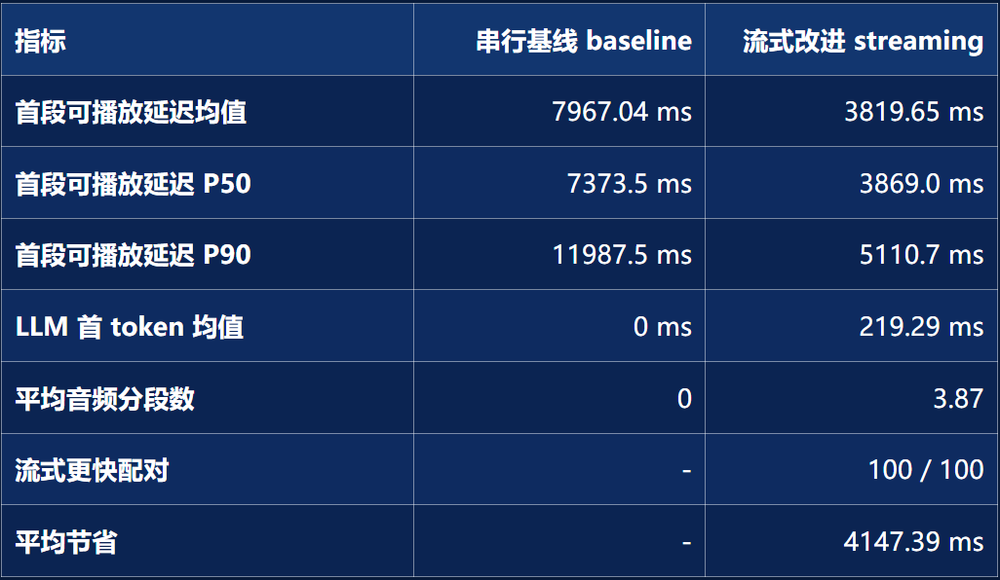 指标 串行基线 baseline 流式改进 streaming
首段可播放延迟均值 7967.04 ms 3819.65 ms
首段可播放延迟 P50 7373.5 ms 3869.0 ms
首段可播放延迟 P90 11987.5 ms 5110.7 ms
LLM 首 token 均值 0 ms 219.29 ms
平均音频分段数 0 3.87
流式更快配对 - 100 / 100
平均节省 - 4147.39 ms